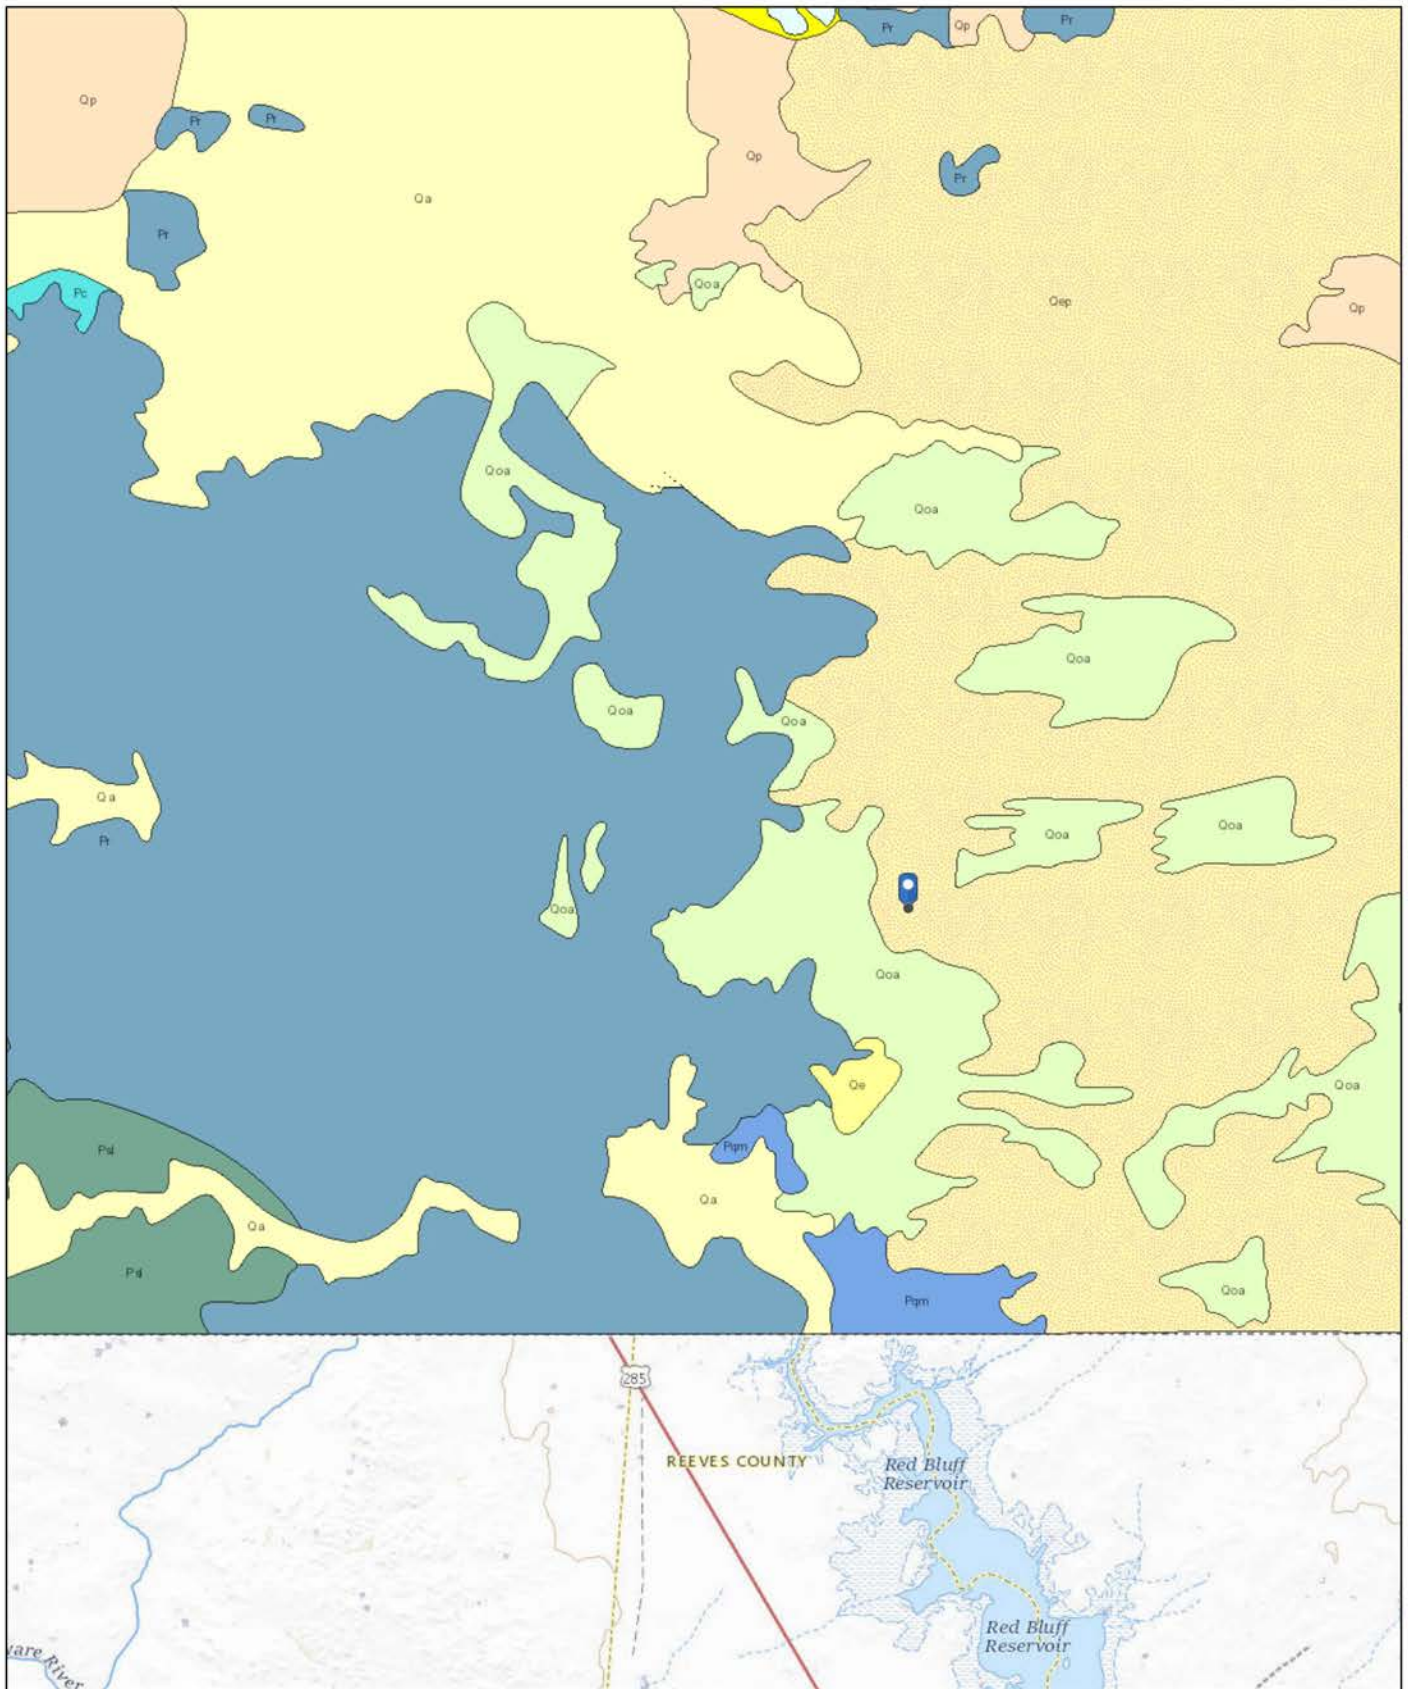 Pr
Qp
Pr
Qp
Pr
Pr
Qp
Pr
Qa
Pr
Qoa
Pc
Qep
Qp
Qoa
Qoa
Qoa
Qoa
Qoa
Qa
Qoa
Qoa
Pr
Qoa
Qoa
Qe
Qoa
Pqm
Psl
Qa
Qa
Psl
Qoa
Pqm
285
REEVES COUNTY
Red Bluff
Reservoir
Red Bluff
Reservoir
River